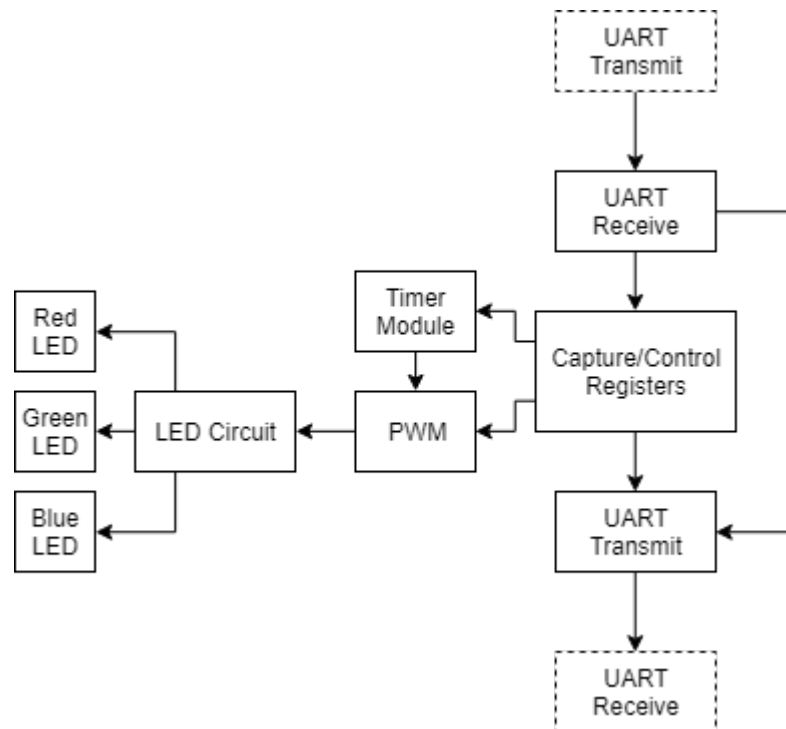 UART
Transmit
UART
Receive
Timer
Module
Capture/Control
Registers
Red
LED
Green
LED
LED Circuit
PWM
Blue
LED
UART
Transmit
UART
Receive